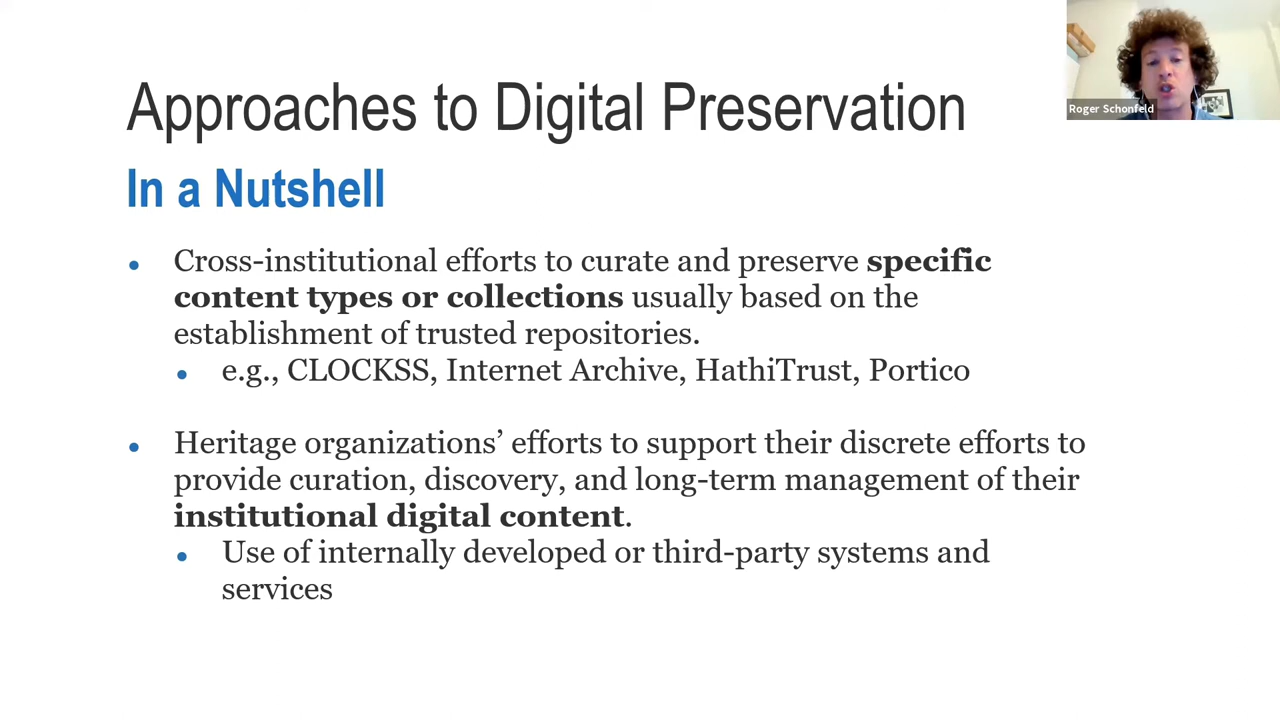 Approaches to Digital Preservation
Roger Schonfeld
In a Nutshell
• Cross-institutional efforts to curate and preserve specific
content types or collections usually based on the
establishment of trusted repositories.
• e.g., CLOCKSS, Internet Archive, HathiTrust, Portico
• Heritage organizations’ efforts to support their discrete efforts to
provide curation, discovery, and long-term management of their
institutional digital content.
• Use of internally developed or third-party systems and
services